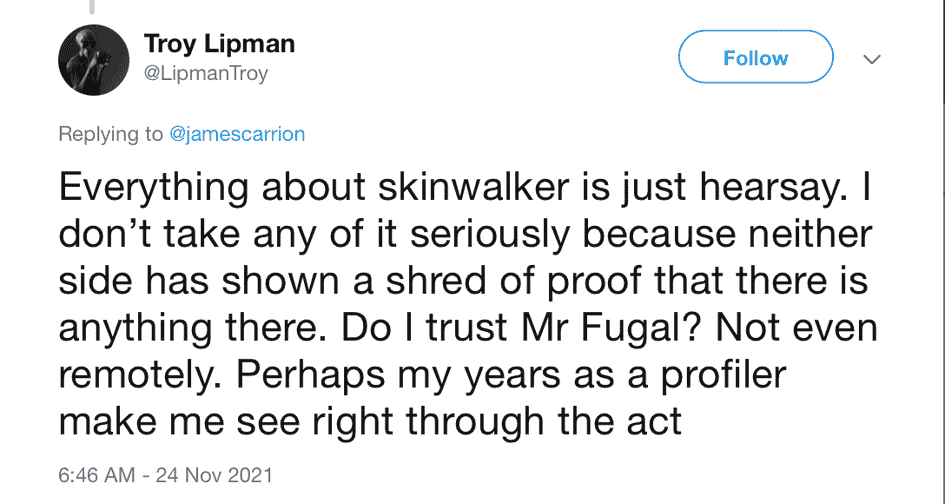 Troy Lipman
@LipmanTroy
Follow
Replying to @jamescarrion
Everything about skinwalker is just hearsay. I
don’t take any of it seriously because neither
side has shown a shred of proof that there is
anything there. Do I trust Mr Fugal? Not even
remotely. Perhaps my years as a profiler
make me see right through the act
6:46 AM - 24 Nov 2021